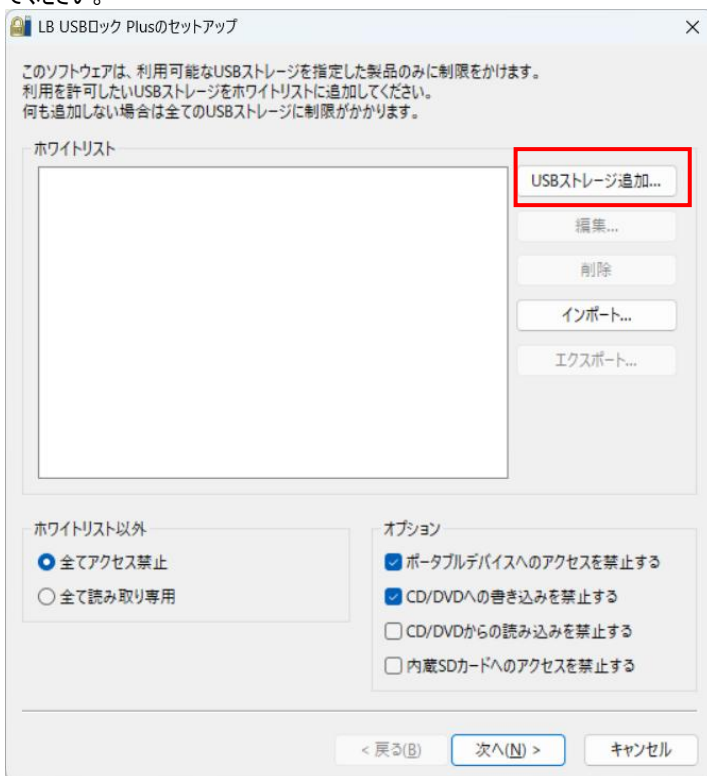 ください。
LB USBロック Plusのセットアップ
このソフトウェアは、利用可能なUSBストレージを指定した製品のみに制限をかけます。
利用を許可したいUSBストレージをホワイトリストに追加してください。
何も追加しない場合は全てのUSBストレージに制限がかかります。
ホワイトリスト
USBストレージ追加...
編集...
削除
インポート...
エクスポート...
ホワイトリスト以外
全てアクセス禁止
全て読み取り専用
オプション
ポータブルデバイスへのアクセスを禁止する
CD/DVDへの書き込みを禁止する
CD/DVDからの読み込みを禁止する
内蔵SDカードへのアクセスを禁止する
< 戻る(B) 次へ(N) > キャンセル